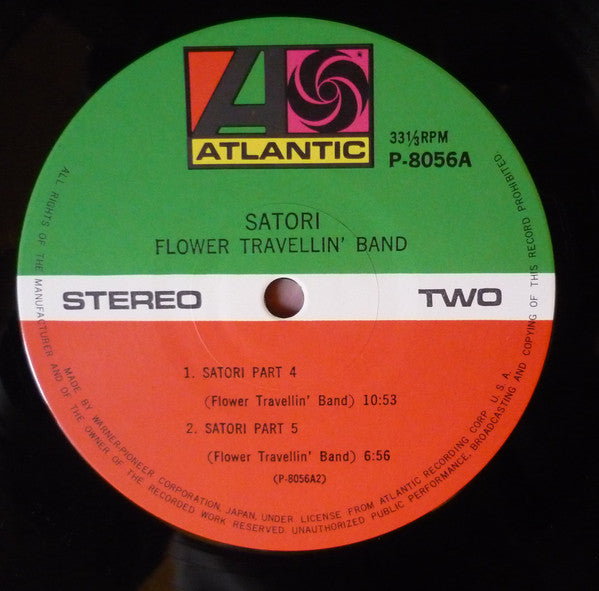 A
ATLANTIC
33⅓RPM
P-8056A
SATORI
FLOWER TRAVELLIN' BAND
STEREO
TWO
1. SATORI PART 4
(Flower Travellin' Band) 10:53
2. SATORI PART 5
(Flower Travellin' Band) 6:56
(P-8056A2)
ALL RIGHTS OF THE MANUFACTURER AND OF THE OWNER OF THE RECORDED WORK RESERVED. UNAUTHORIZED PUBLIC PERFORMANCE, BROADCASTING AND COPYING OF THIS RECORD PROHIBITED.
MADE BY WARNER-PIONEER CORPORATION, JAPAN, UNDER LICENSE FROM ATLANTIC RECORDING CORP. U.S.A.